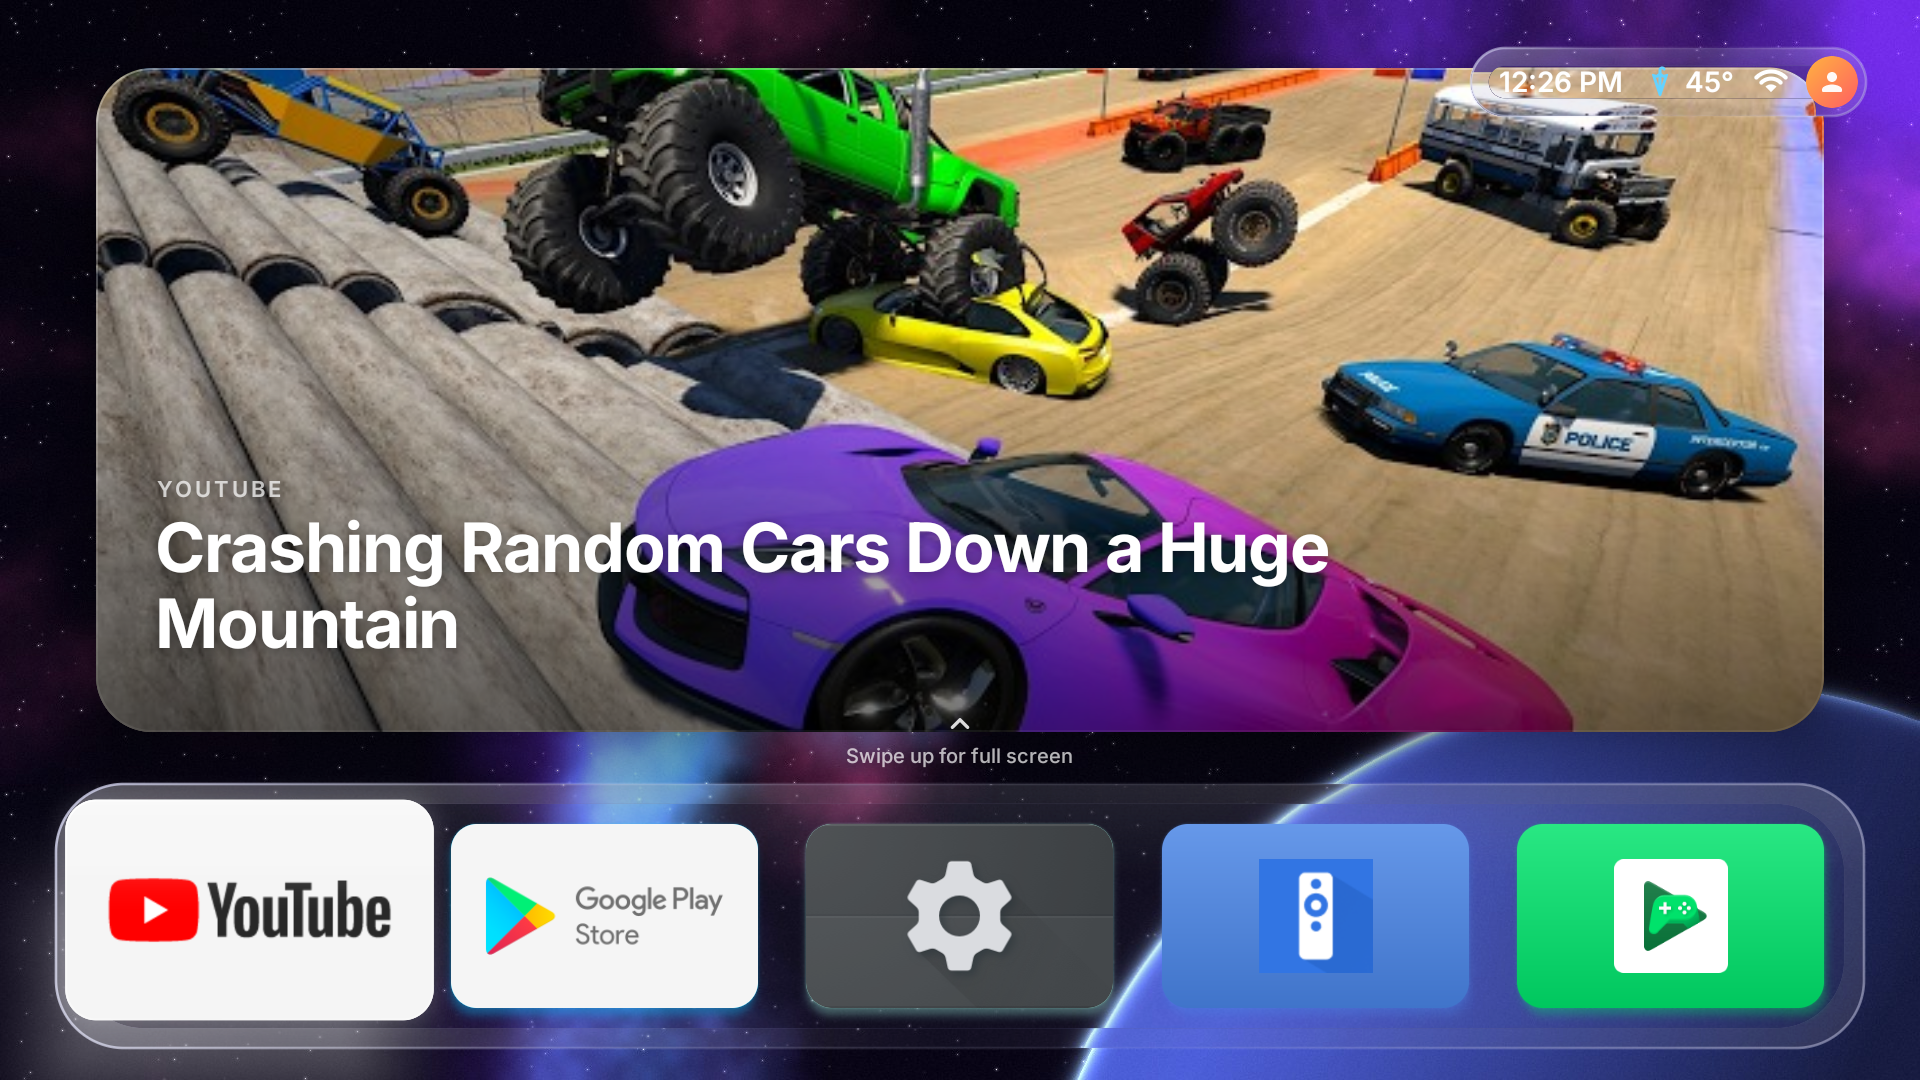 12:26 PM 45°
POLICE
YOUTUBE
Crashing Random Cars Down a Huge
Mountain
Swipe up for full screen
YouTube
Google Play
Store